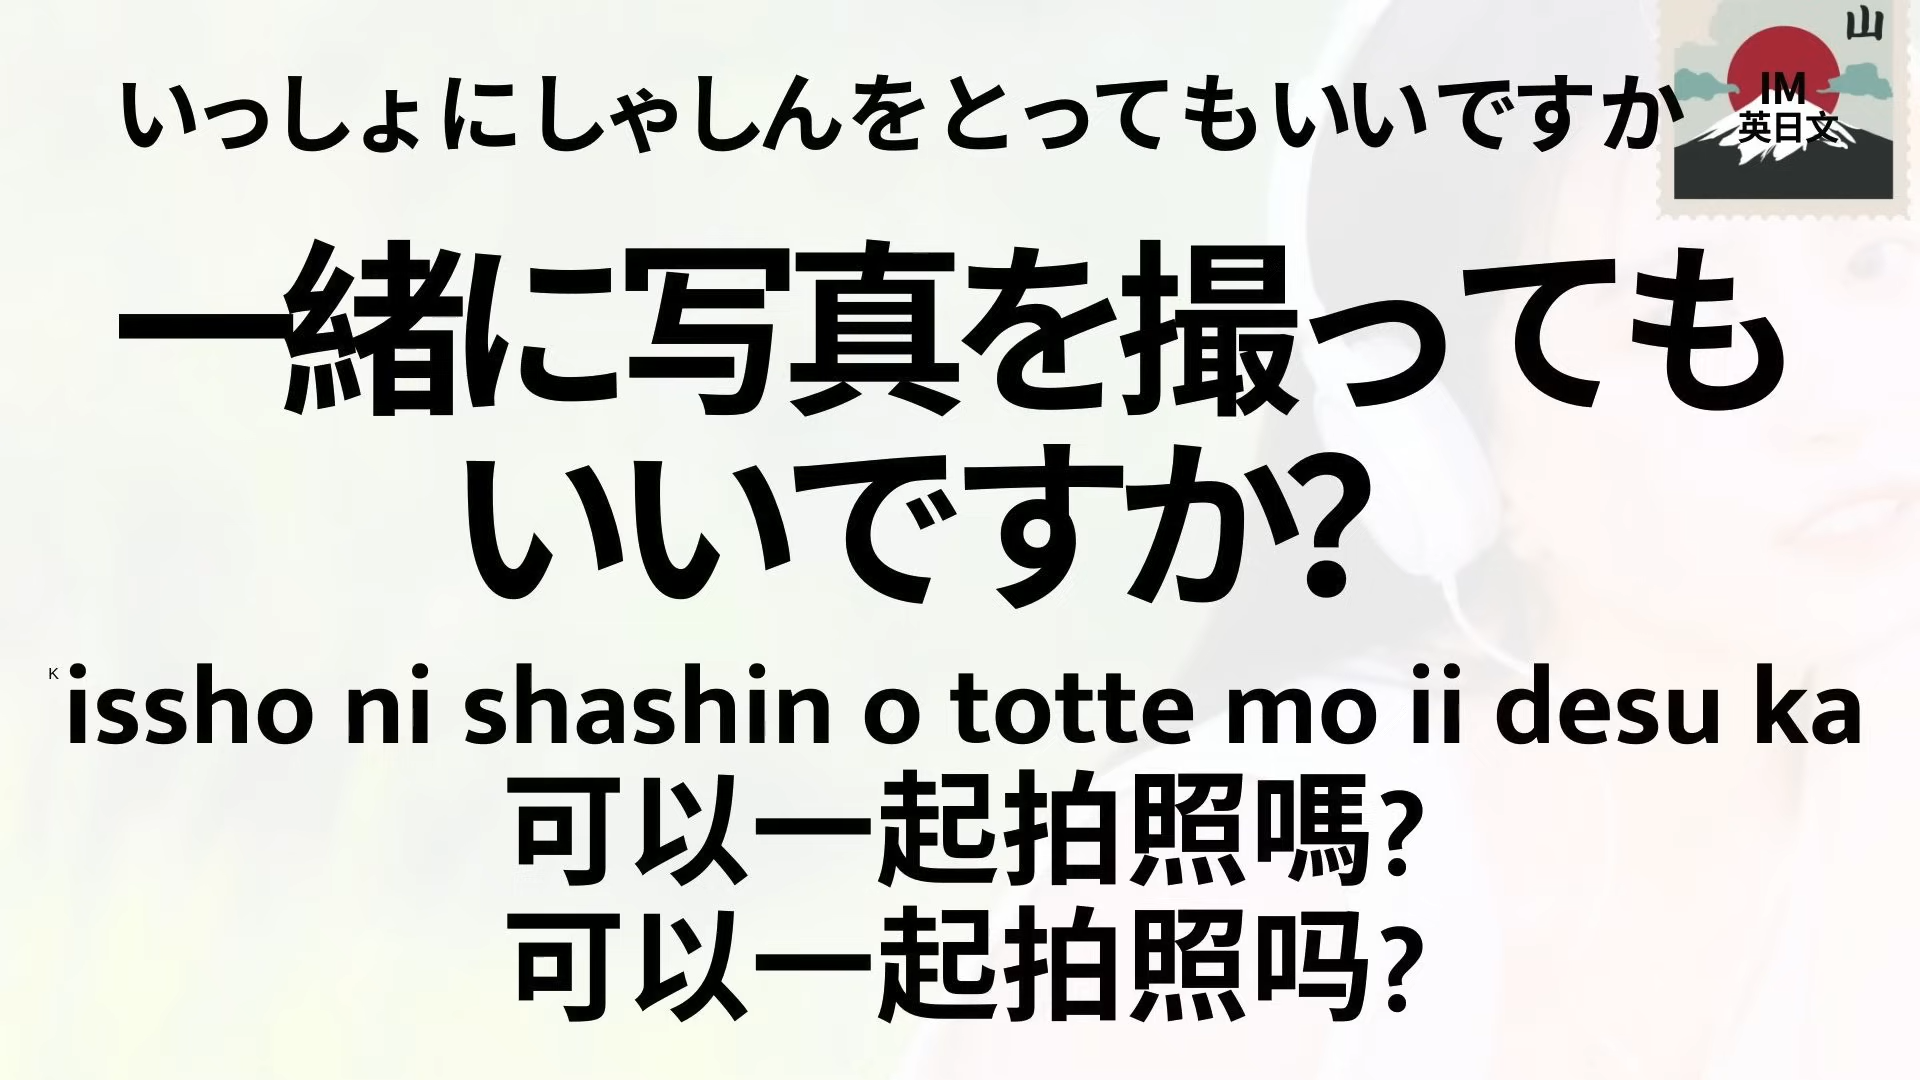 山
IM
英日文
いっしょにしゃしんをとってもいいですか
一緒に写真を撮っても
いいですか?
K
issho ni shashin o totte mo ii desu ka
可以一起拍照嗎?
可以一起拍照吗?